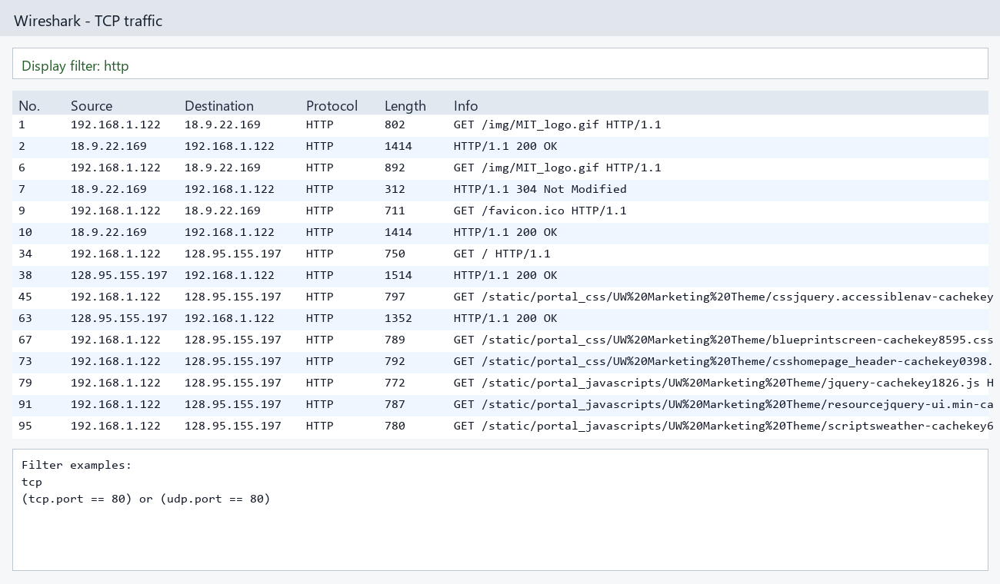 Wireshark - TCP traffic
Display filter: http
No. Source Destination Protocol Length Info
1 192.168.1.122 18.9.22.169 HTTP 802 GET /img/MIT_logo.gif HTTP/1.1
2 18.9.22.169 192.168.1.122 HTTP 1414 HTTP/1.1 200 OK
6 192.168.1.122 18.9.22.169 HTTP 892 GET /img/MIT_logo.gif HTTP/1.1
7 18.9.22.169 192.168.1.122 HTTP 312 HTTP/1.1 304 Not Modified
9 192.168.1.122 18.9.22.169 HTTP 711 GET /favicon.ico HTTP/1.1
10 18.9.22.169 192.168.1.122 HTTP 1414 HTTP/1.1 200 OK
34 192.168.1.122 128.95.155.197 HTTP 750 GET / HTTP/1.1
38 128.95.155.197 192.168.1.122 HTTP 1514 HTTP/1.1 200 OK
45 192.168.1.122 128.95.155.197 HTTP 797 GET /static/portal_css/UW%20Marketing%20Theme/cssjquery.accessiblenav-cachekey
63 128.95.155.197 192.168.1.122 HTTP 1352 HTTP/1.1 200 OK
67 192.168.1.122 128.95.155.197 HTTP 789 GET /static/portal_css/UW%20Marketing%20Theme/blueprintscreen-cachekey8595.css
73 192.168.1.122 128.95.155.197 HTTP 792 GET /static/portal_css/UW%20Marketing%20Theme/csshomepage_header-cachekey0398.
79 192.168.1.122 128.95.155.197 HTTP 772 GET /static/portal_javascripts/UW%20Marketing%20Theme/jquery-cachekey1826.js H
91 192.168.1.122 128.95.155.197 HTTP 787 GET /static/portal_javascripts/UW%20Marketing%20Theme/resourcejquery-ui.min-ca
95 192.168.1.122 128.95.155.197 HTTP 780 GET /static/portal_javascripts/UW%20Marketing%20Theme/scriptsweather-cachekey6
Filter examples:
tcp
(tcp.port == 80) or (udp.port == 80)